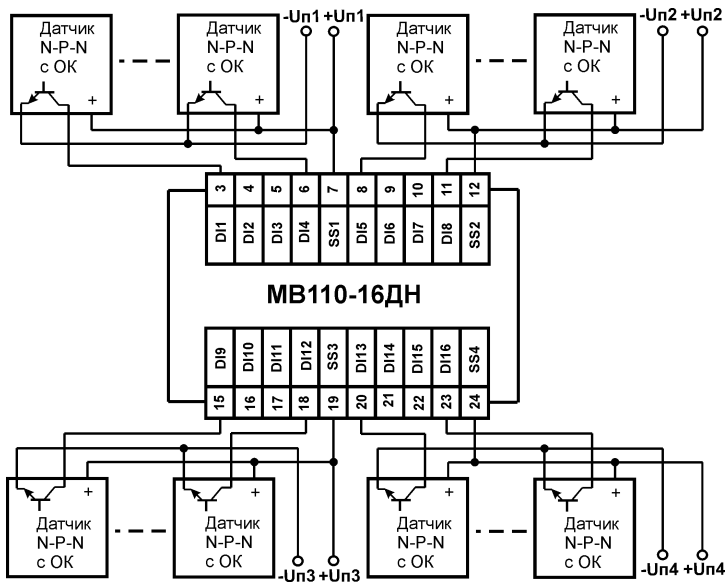 -Uп1 +Uп1
-Uп2 +Uп2
Датчик
N-P-N
с ОК
+
Датчик
N-P-N
с ОК
+
Датчик
N-P-N
с ОК
+
Датчик
N-P-N
с ОК
+
3 4 5 6 7 8 9 10 11 12
DI1 DI2 DI3 DI4 SS1 DI5 DI6 DI7 DI8 SS2
МВ110-16ДН
DI9 DI10 DI11 DI12 SS3 DI13 DI14 DI15 DI16 SS4
15 16 17 18 19 20 21 22 23 24
+
Датчик
N-P-N
с ОК
+
Датчик
N-P-N
с ОК
+
Датчик
N-P-N
с ОК
+
Датчик
N-P-N
с ОК
-Uп3 +Uп3
-Uп4 +Uп4